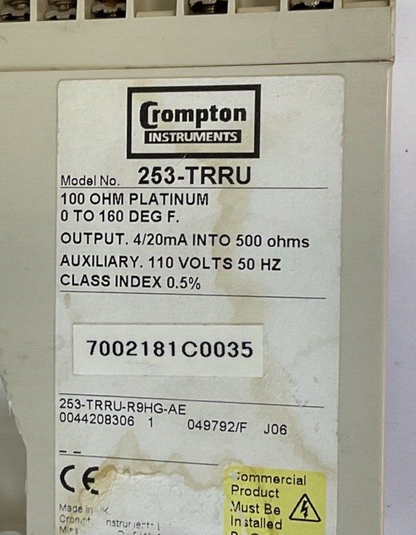 Crompton
INSTRUMENTS
Model No. 253-TRRU
100 OHM PLATINUM
0 TO 160 DEG F.
OUTPUT. 4/20mA INTO 500 ohms
AUXILIARY. 110 VOLTS 50 HZ
CLASS INDEX 0.5%
7002181C0035
253-TRRU-R9HG-AE
0044208306 1 049792/F J06
CE
Commercial
Product
Must Be
Installed
Made in